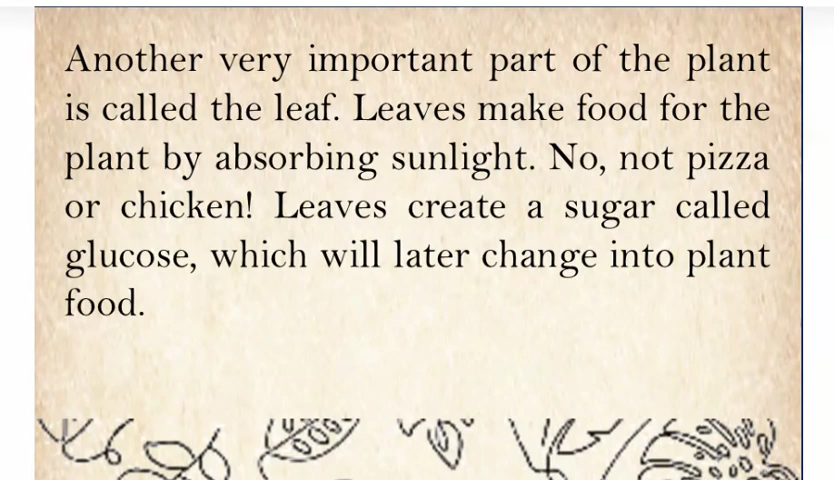 Another very important part of the plant
is called the leaf. Leaves make food for the
plant by absorbing sunlight. No, not pizza
or chicken! Leaves create a sugar called
glucose, which will later change into plant
food.